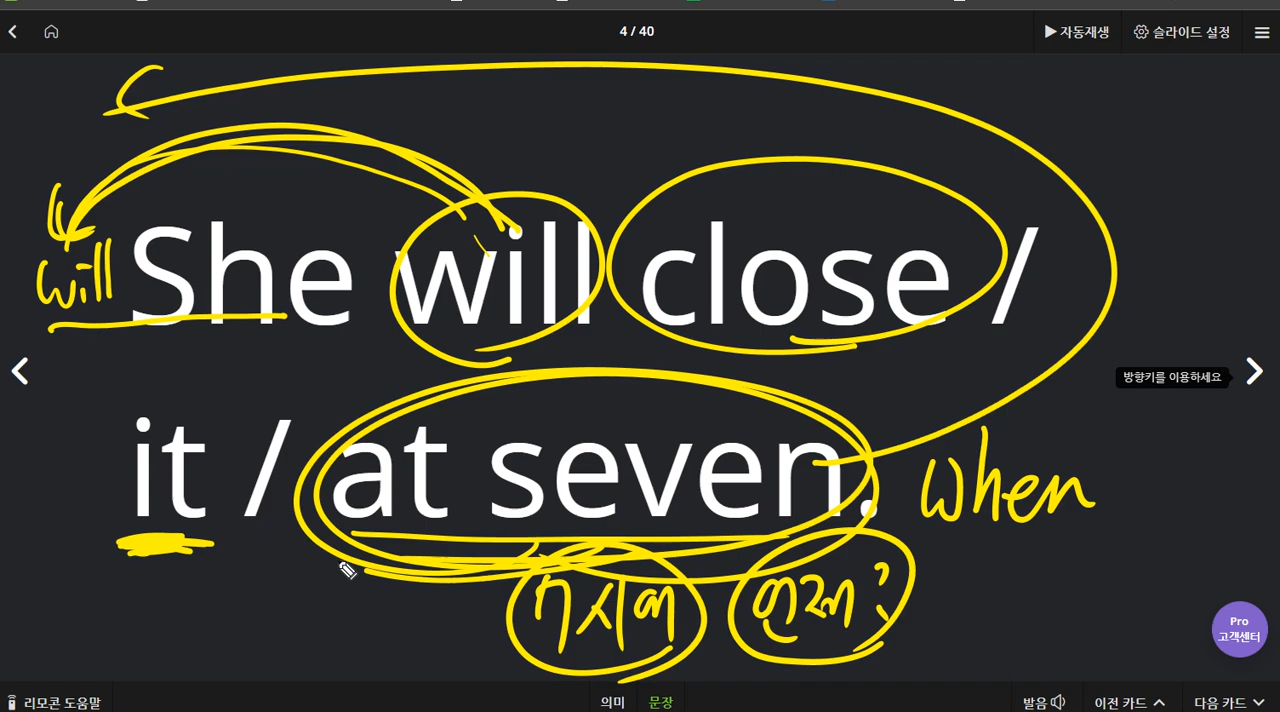 4 / 40
▶자동재생
슬라이드 설정
will She will close /
방향키를 이용하세요
it / at seven. when
7시에 언제?
Pro
고객센터
리모콘 도움말
의미 문장
발음
이전 카드
다음 카드